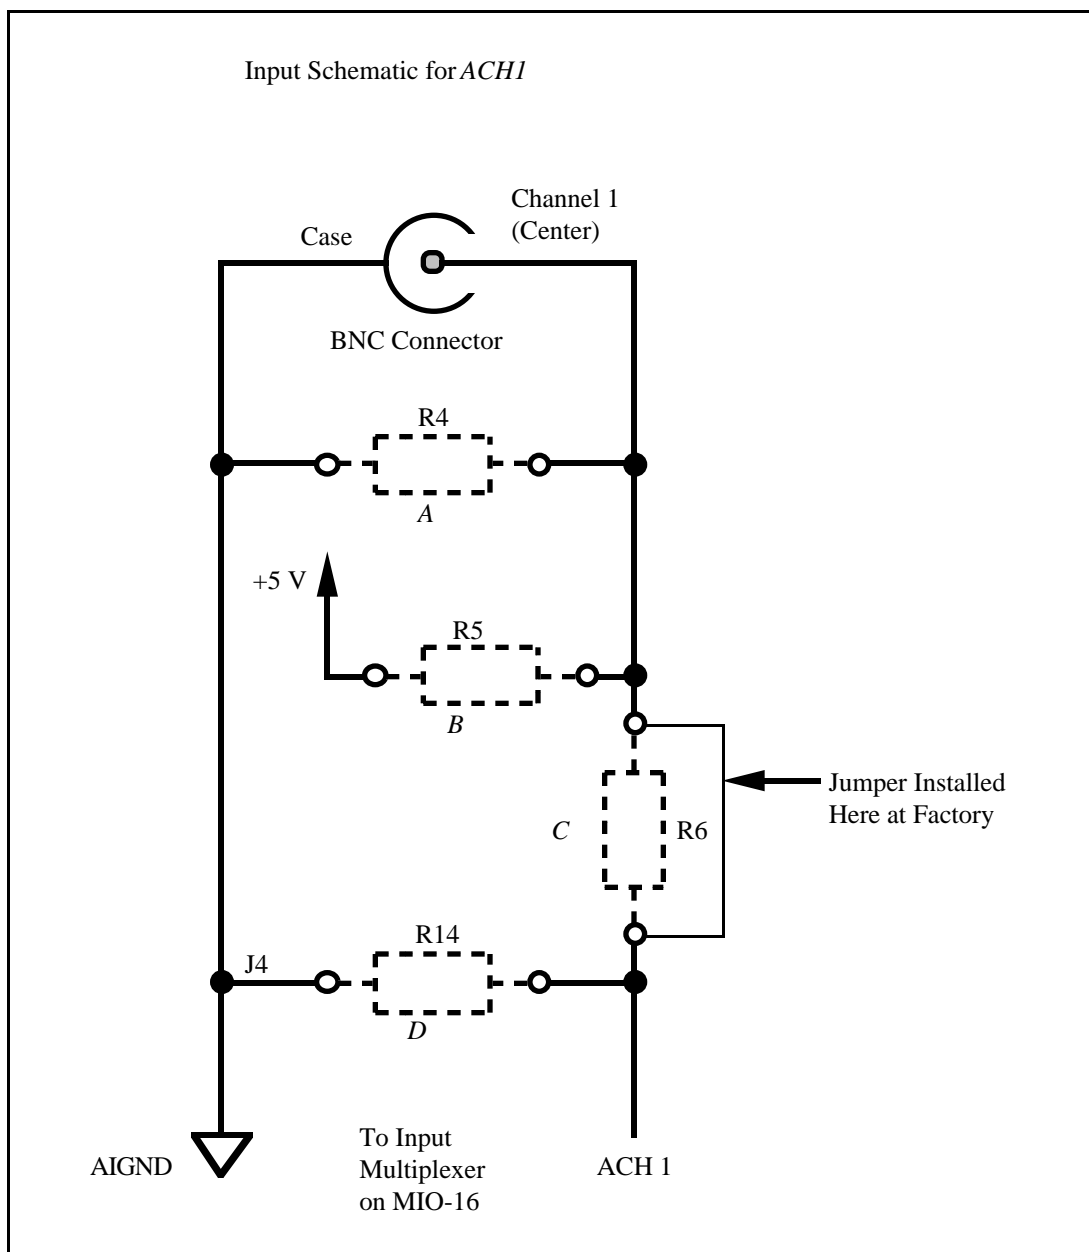 Input Schematic for ACH1
Channel 1
(Center)
Case
BNC Connector
R4
A
+5 V
R5
B
Jumper Installed
Here at Factory
C
R6
R14
J4
D
To Input
Multiplexer
on MIO-16
AIGND
ACH 1